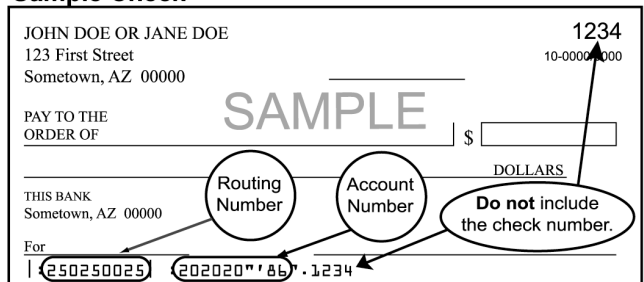 JOHN DOE OR JANE DOE
1234
123 First Street
10-0000/0000
Sometown, AZ 00000
SAMPLE
PAY TO THE
ORDER OF
$
DOLLARS
THIS BANK
Sometown, AZ 00000
Routing
Number
Account
Number
Do not include
the check number.
For
|:250250025| :202020"'86".1234